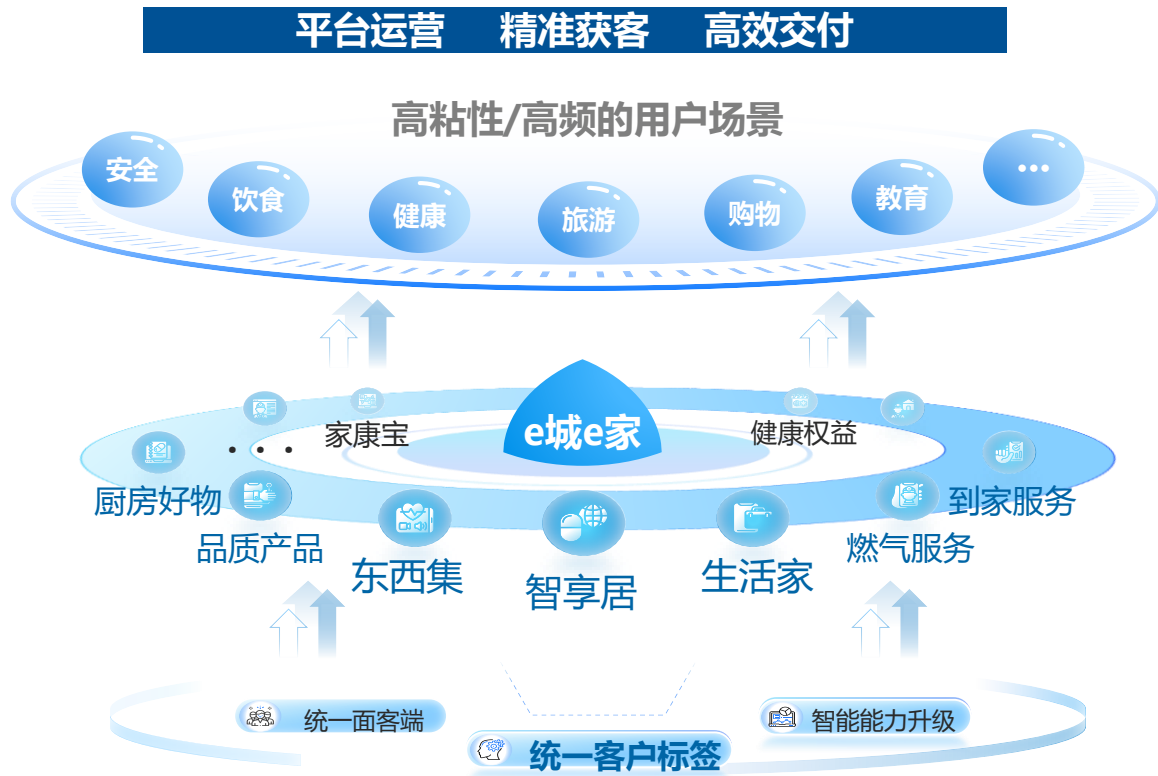 平台运营 精准获客 高效交付
高粘性/高频的用户场景
安全
饮食
健康
旅游
购物
教育
...
e城e家
家康宝
健康权益
...
厨房好物
到家服务
品质产品
燃气服务
东西集
智享居
生活家
统一面客端
智能能力升级
统一客户标签